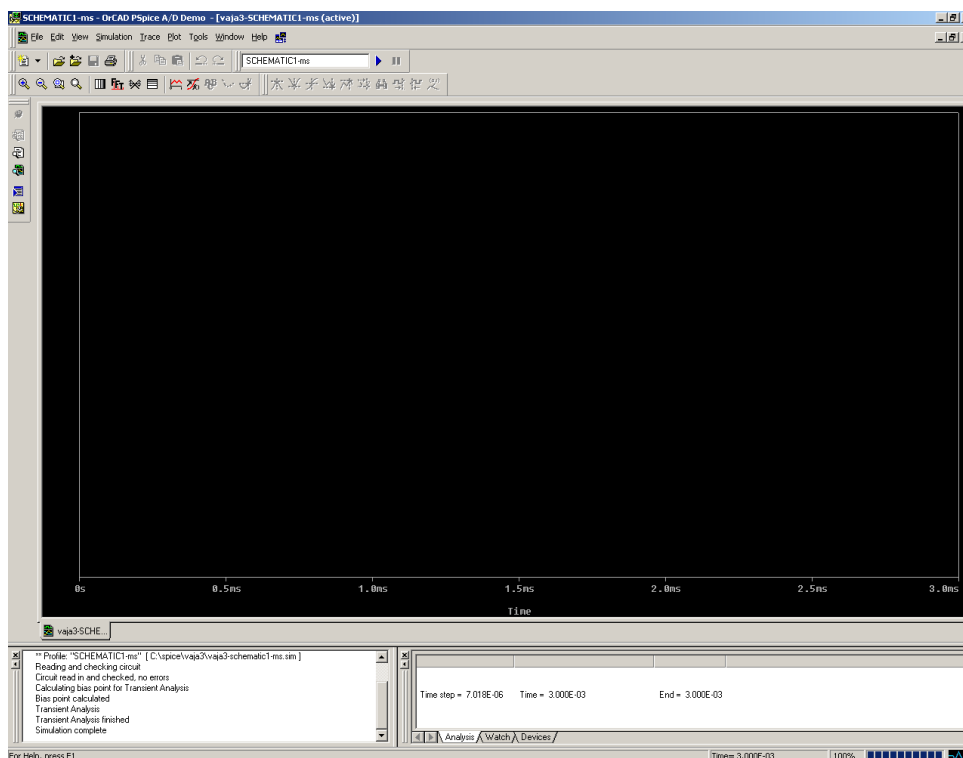 SCHEMATIC1-ms - OrCAD PSpice A/D Demo - [vaja3-SCHEMATIC1-ms (active)]
File Edit View Simulation Trace Plot Tools Window Help
SCHEMATIC1-ms
FFT
0s 0.5ms 1.0ms 1.5ms 2.0ms 2.5ms 3.0ms
Time
vaja3-SCHE...
** Profile: "SCHEMATIC1-ms" [ C:\spice\vaja3\vaja3-schematic1-ms.sim ]
Reading and checking circuit
Circuit read in and checked, no errors
Calculating bias point for Transient Analysis
Bias point calculated
Transient Analysis
Transient Analysis finished
Simulation complete
Time step = 7.018E-06 Time = 3.000E-03 End = 3.000E-03
Analysis Watch Devices
For Help, press F1 Time= 3.000E-03 100%